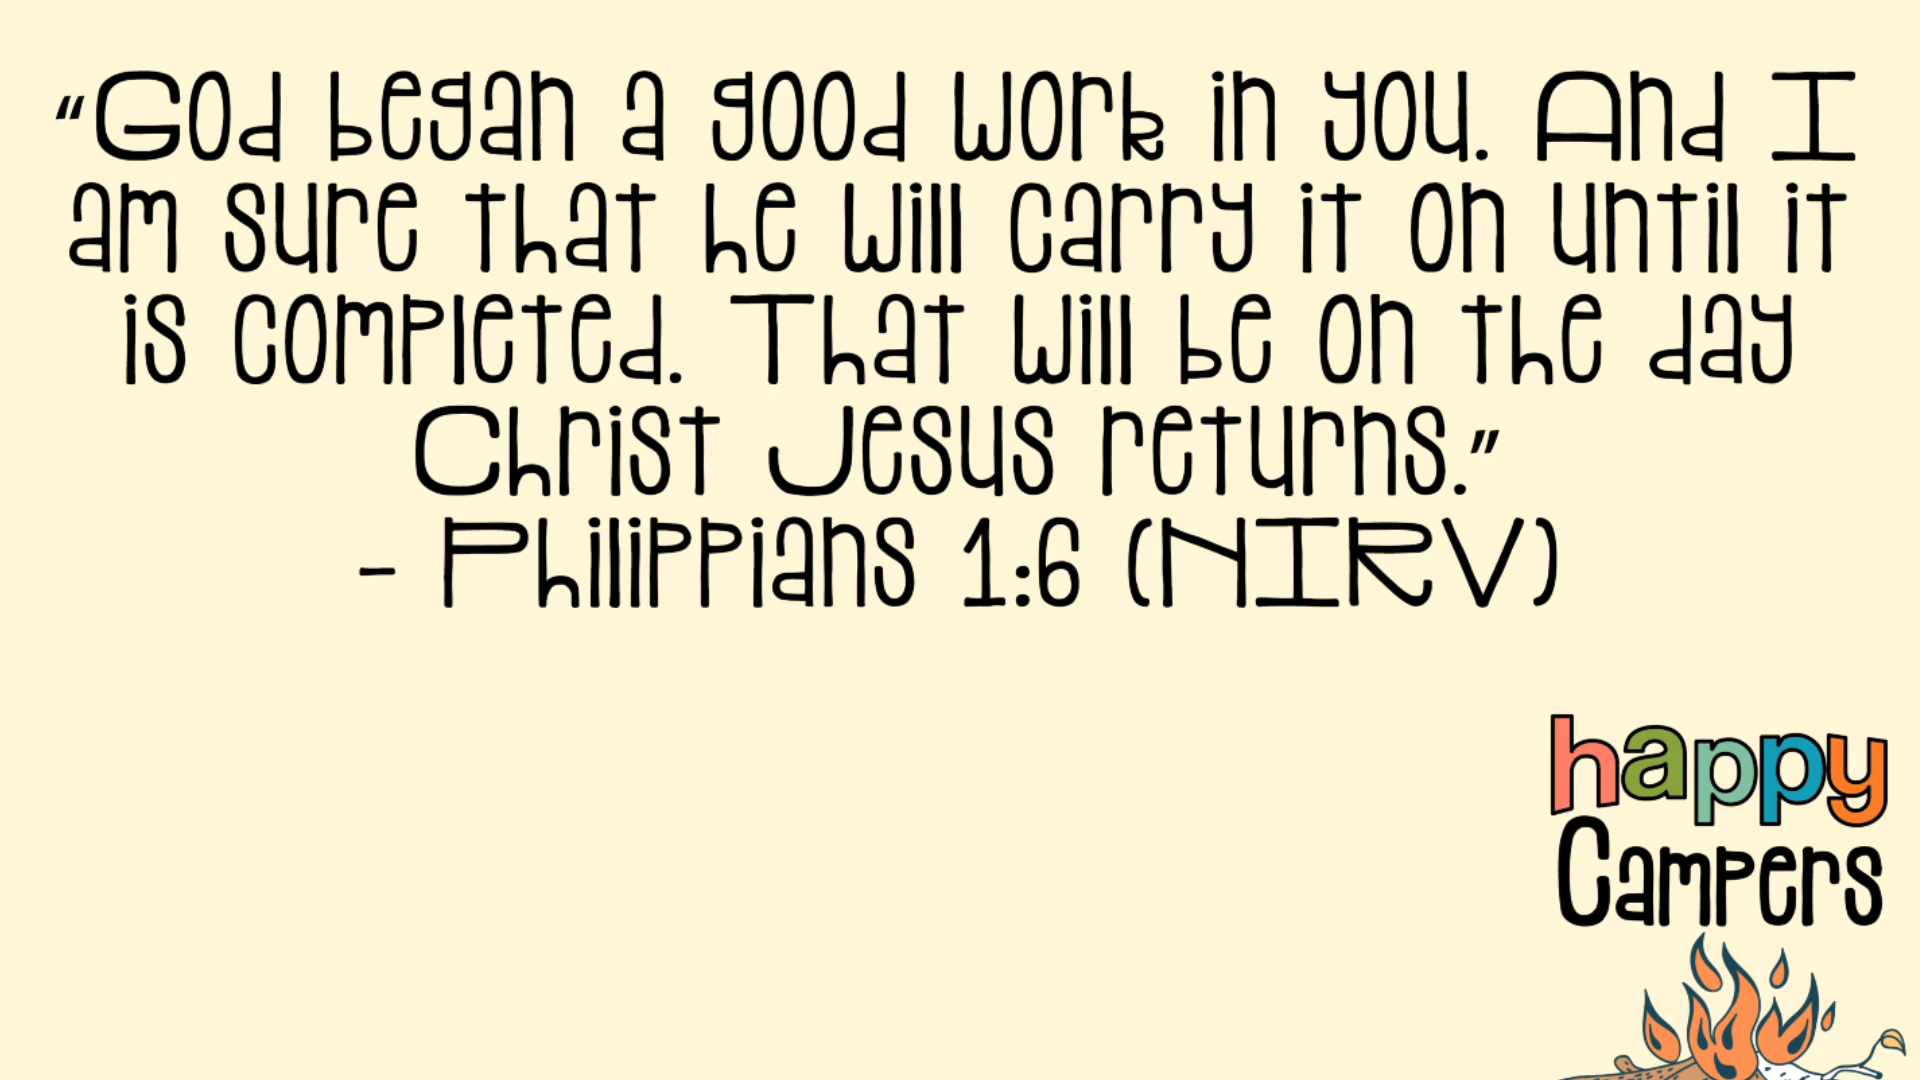 “God began a good work in you. And I
am sure that he will carry it on until it
is completed. That will be on the day
Christ Jesus returns.”
- Philippians 1:6 (NIRV)
happy
Campers